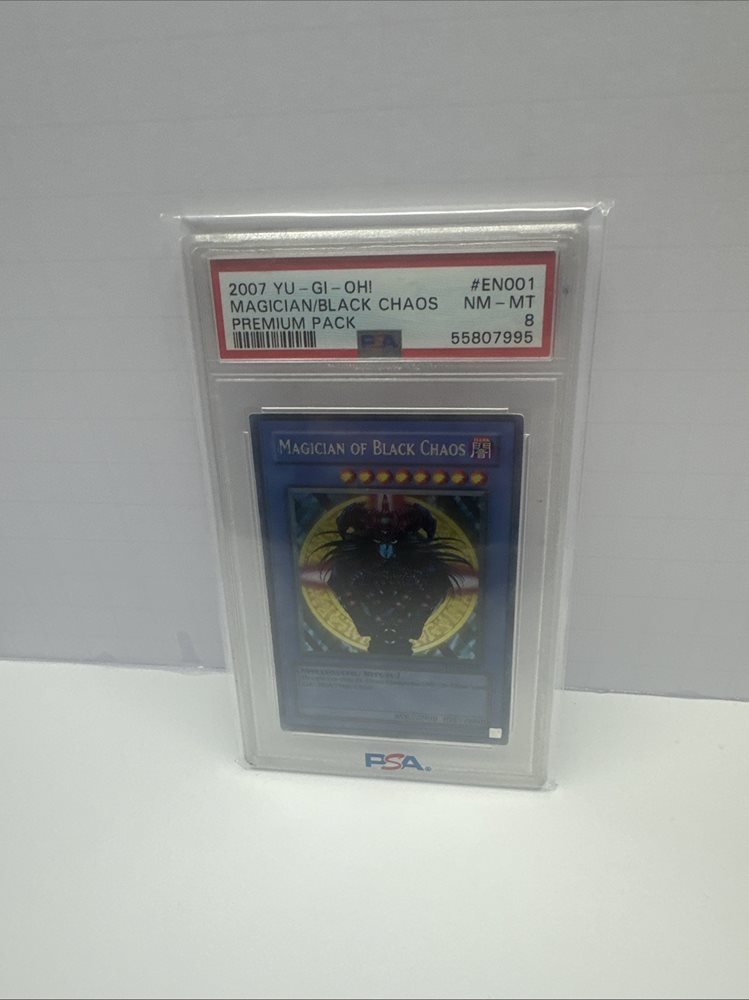 2007 YU-GI-OH! #EN001
MAGICIAN/BLACK CHAOS NM-MT
PREMIUM PACK 8
PSA 55807995
MAGICIAN OF BLACK CHAOS 闇
PSA